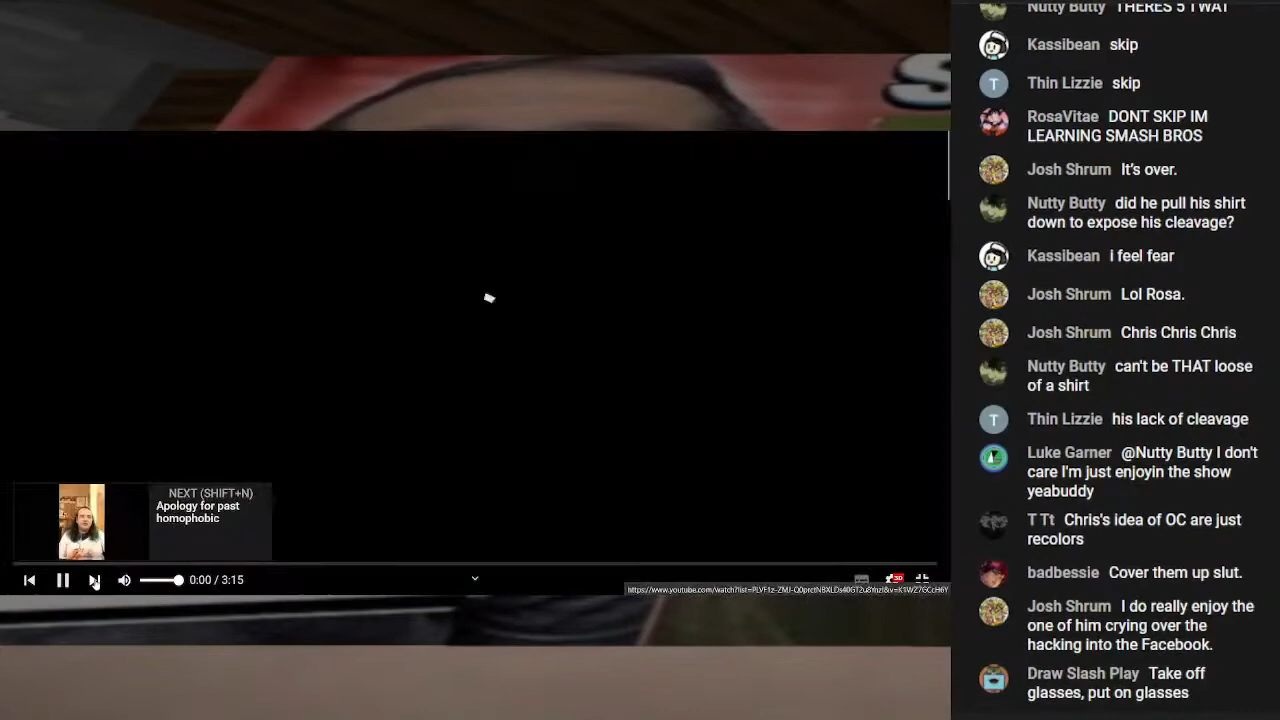 S
NEXT (SHIFT+N)
Apology for past
homophobic
0:00 / 3:15
Nutty Butty THERES 5 TWAT
Kassibean skip
T
Thin Lizzie skip
RosaVitae DONT SKIP IM
LEARNING SMASH BROS
Josh Shrum It's over.
Nutty Butty did he pull his shirt
down to expose his cleavage?
Kassibean i feel fear
Josh Shrum Lol Rosa.
Josh Shrum Chris Chris Chris
Nutty Butty can't be THAT loose
of a shirt
T
Thin Lizzie his lack of cleavage
Luke Garner @Nutty Butty I don't
care I'm just enjoyin the show
yeabuddy
T Tt Chris's idea of OC are just
recolors
badbessie Cover them up slut.
Josh Shrum I do really enjoy the
one of him crying over the
hacking into the Facebook.
Draw Slash Play Take off
glasses, put on glasses